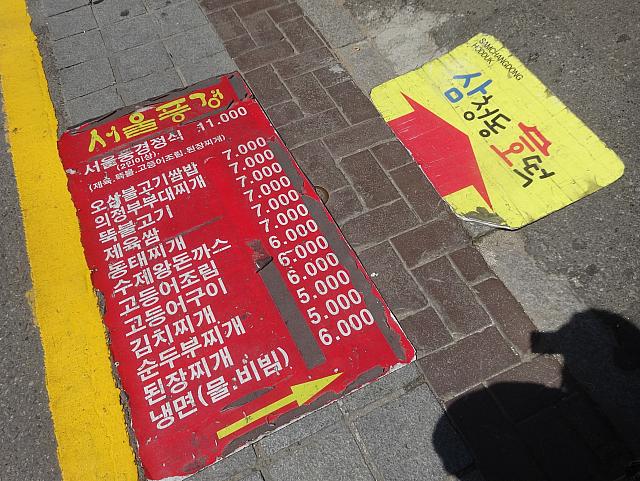 서울풍경
서울풍경정식 11.000
(2인이상)
(제육.뚝불.고등어조림.된장찌개)
오삼불고기쌈밥 7.000
의정부부대찌개 7.000
뚝불고기 7.000
제육쌈 7.000
동태찌개 7.000
수제왕돈까스 7.000
고등어조림 6.000
고등어구이 6.000
김치찌개 6.000
순두부찌개 5.000
된장찌개 5.000
냉면(물.비빔) 6.000
SAMCHANGDONG
HODDUK
삼청동 호떡